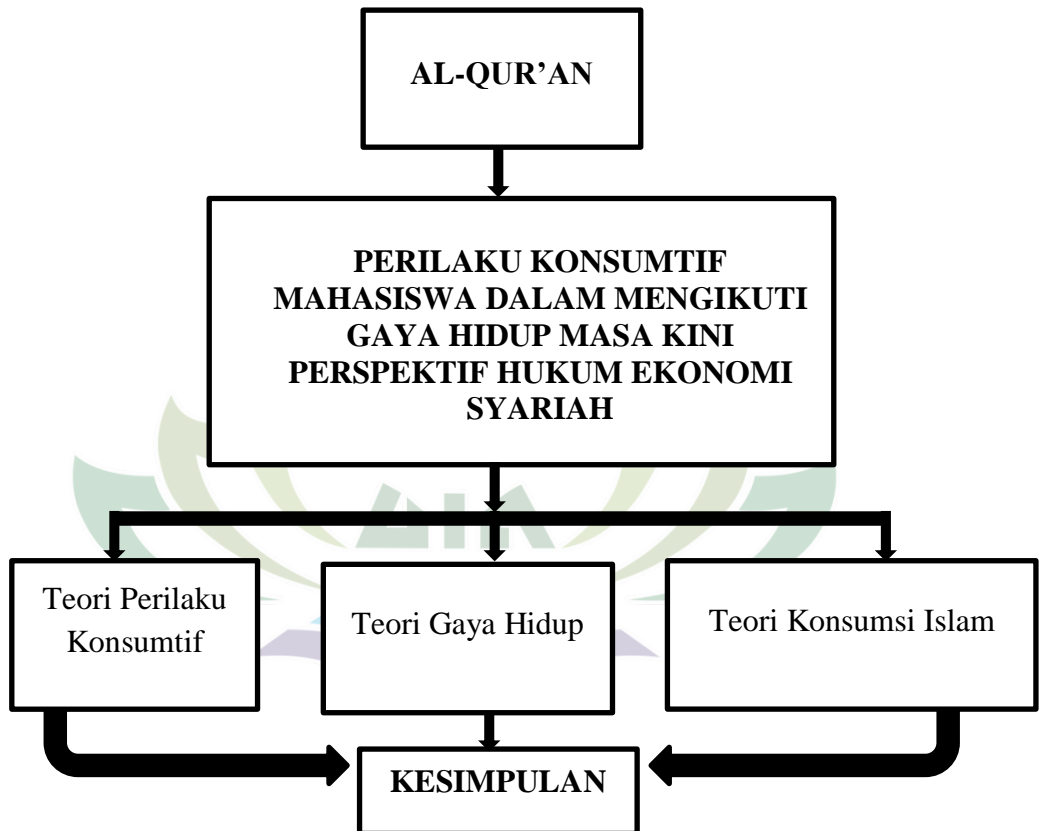 AL-QUR’AN
PERILAKU KONSUMTIF
MAHASISWA DALAM MENGIKUTI
GAYA HIDUP MASA KINI
PERSPEKTIF HUKUM EKONOMI
SYARIAH
Teori Perilaku
Konsumtif
Teori Gaya Hidup
Teori Konsumsi Islam
KESIMPULAN